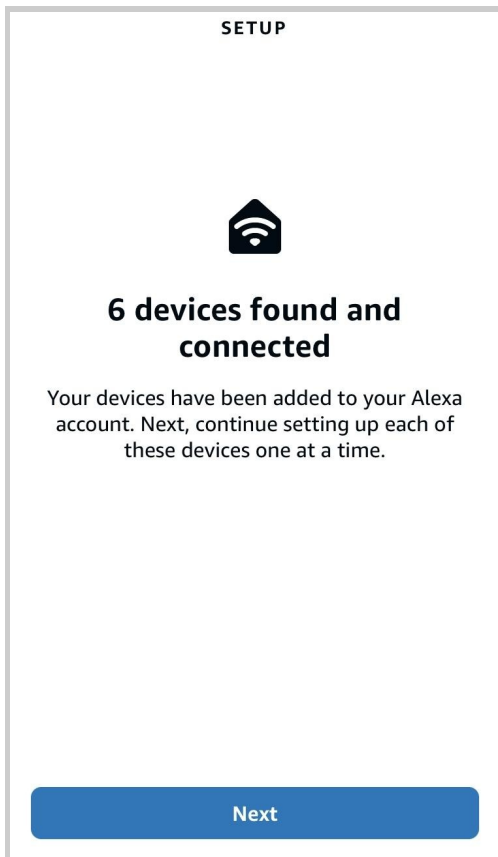 SETUP
6 devices found and
connected
Your devices have been added to your Alexa
account. Next, continue setting up each of
these devices one at a time.
Next